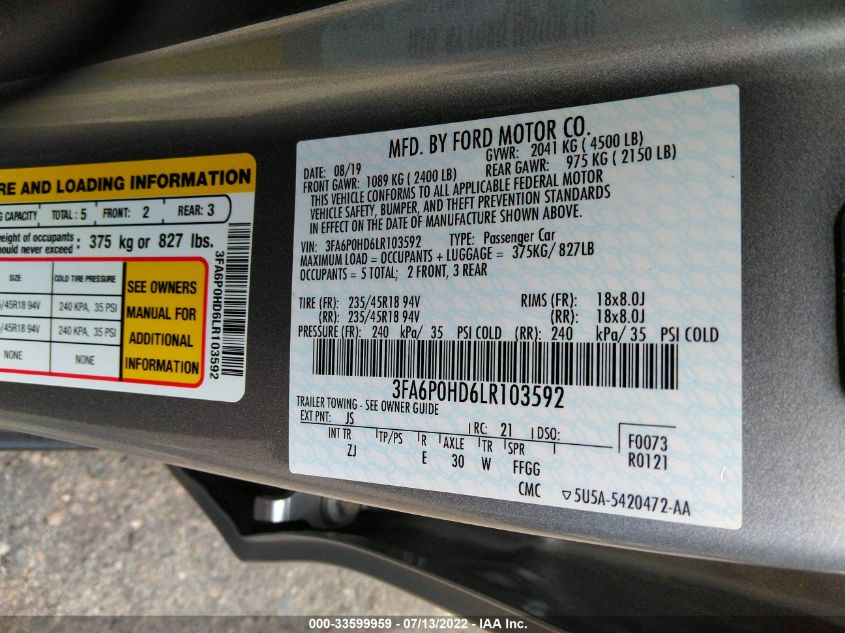 RE AND LOADING INFORMATION
G CAPACITY TOTAL: 5 FRONT: 2 REAR: 3
weight of occupants
should never exceed : 375 kg or 827 lbs.
SIZE COLD TIRE PRESSURE
/45R18 94V 240 KPA, 35 PSI
/45R18 94V 240 KPA, 35 PSI
NONE NONE
SEE OWNERS
MANUAL FOR
ADDITIONAL
INFORMATION
3FA6P0HD6LR103592
MFD. BY FORD MOTOR CO.
DATE: 08/19 GVWR: 2041 KG ( 4500 LB)
FRONT GAWR: 1089 KG ( 2400 LB) REAR GAWR: 975 KG ( 2150 LB)
THIS VEHICLE CONFORMS TO ALL APPLICABLE FEDERAL MOTOR
VEHICLE SAFETY, BUMPER, AND THEFT PREVENTION STANDARDS
IN EFFECT ON THE DATE OF MANUFACTURE SHOWN ABOVE.
VIN: 3FA6P0HD6LR103592 TYPE: Passenger Car
MAXIMUM LOAD = OCCUPANTS + LUGGAGE = 375KG/ 827LB
OCCUPANTS = 5 TOTAL; 2 FRONT, 3 REAR
TIRE (FR): 235/45R18 94V RIMS (FR): 18x8.0J
(RR): 235/45R18 94V (RR): 18x8.0J
PRESSURE (FR): 240 kPa/ 35 PSI COLD (RR): 240 kPa/ 35 PSI COLD
3FA6P0HD6LR103592
TRAILER TOWING - SEE OWNER GUIDE
EXT PNT: JS RC: 21 DSO: F0073
INT TR TP/PS R AXLE TR SPR R0121
ZJ E 30 W FFGG
CMC ▽5U5A-5420472-AA
000-33599959 - 07/13/2022 - IAA Inc.